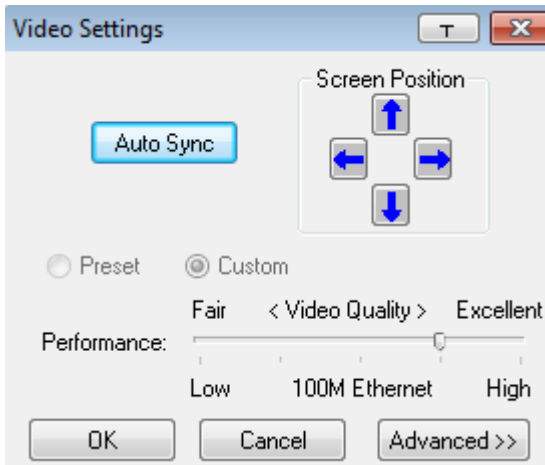 Video Settings
Screen Position
Auto Sync
Preset
Custom
Fair < Video Quality > Excellent
Performance:
Low 100M Ethernet High
OK
Cancel
Advanced >>